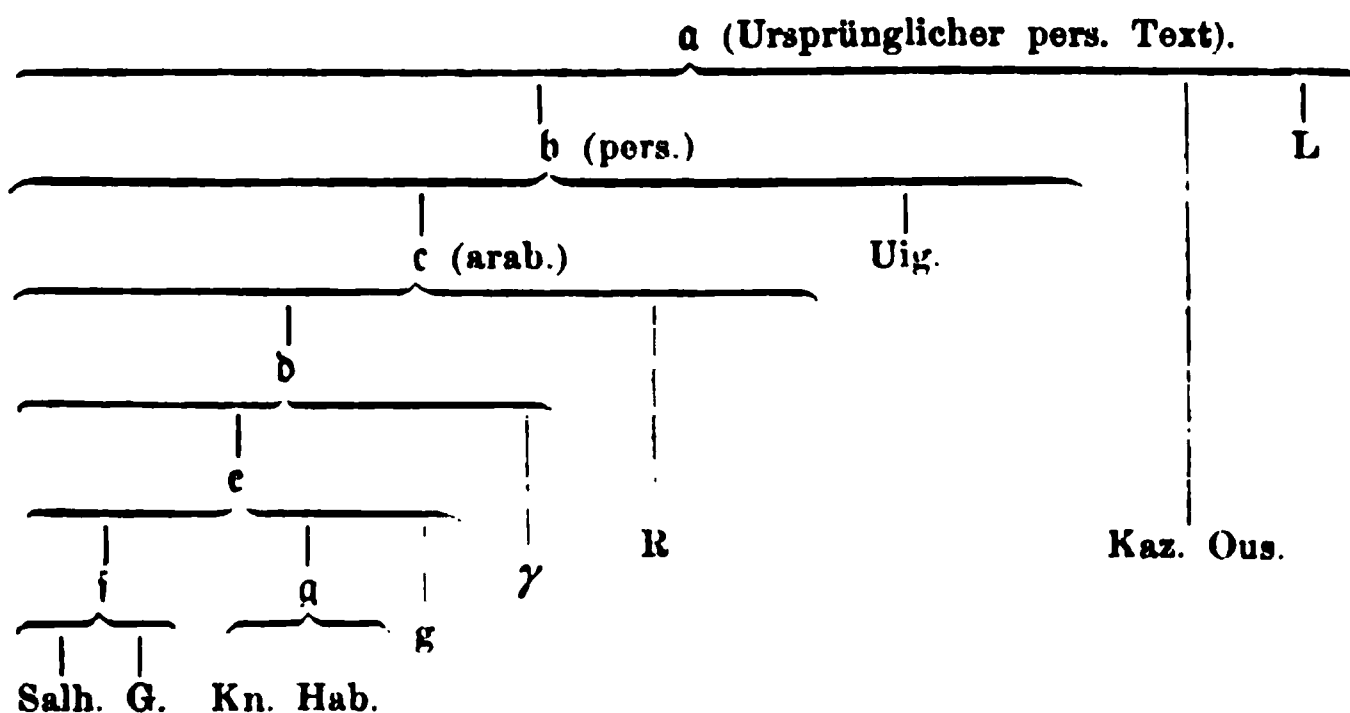 a (Ursprünglicher pers. Text).
b (pers.) L
c (arab.) Uig.
d
e
R Kaz. Ous.
f g γ
g
Salh. G. Kn. Hab.